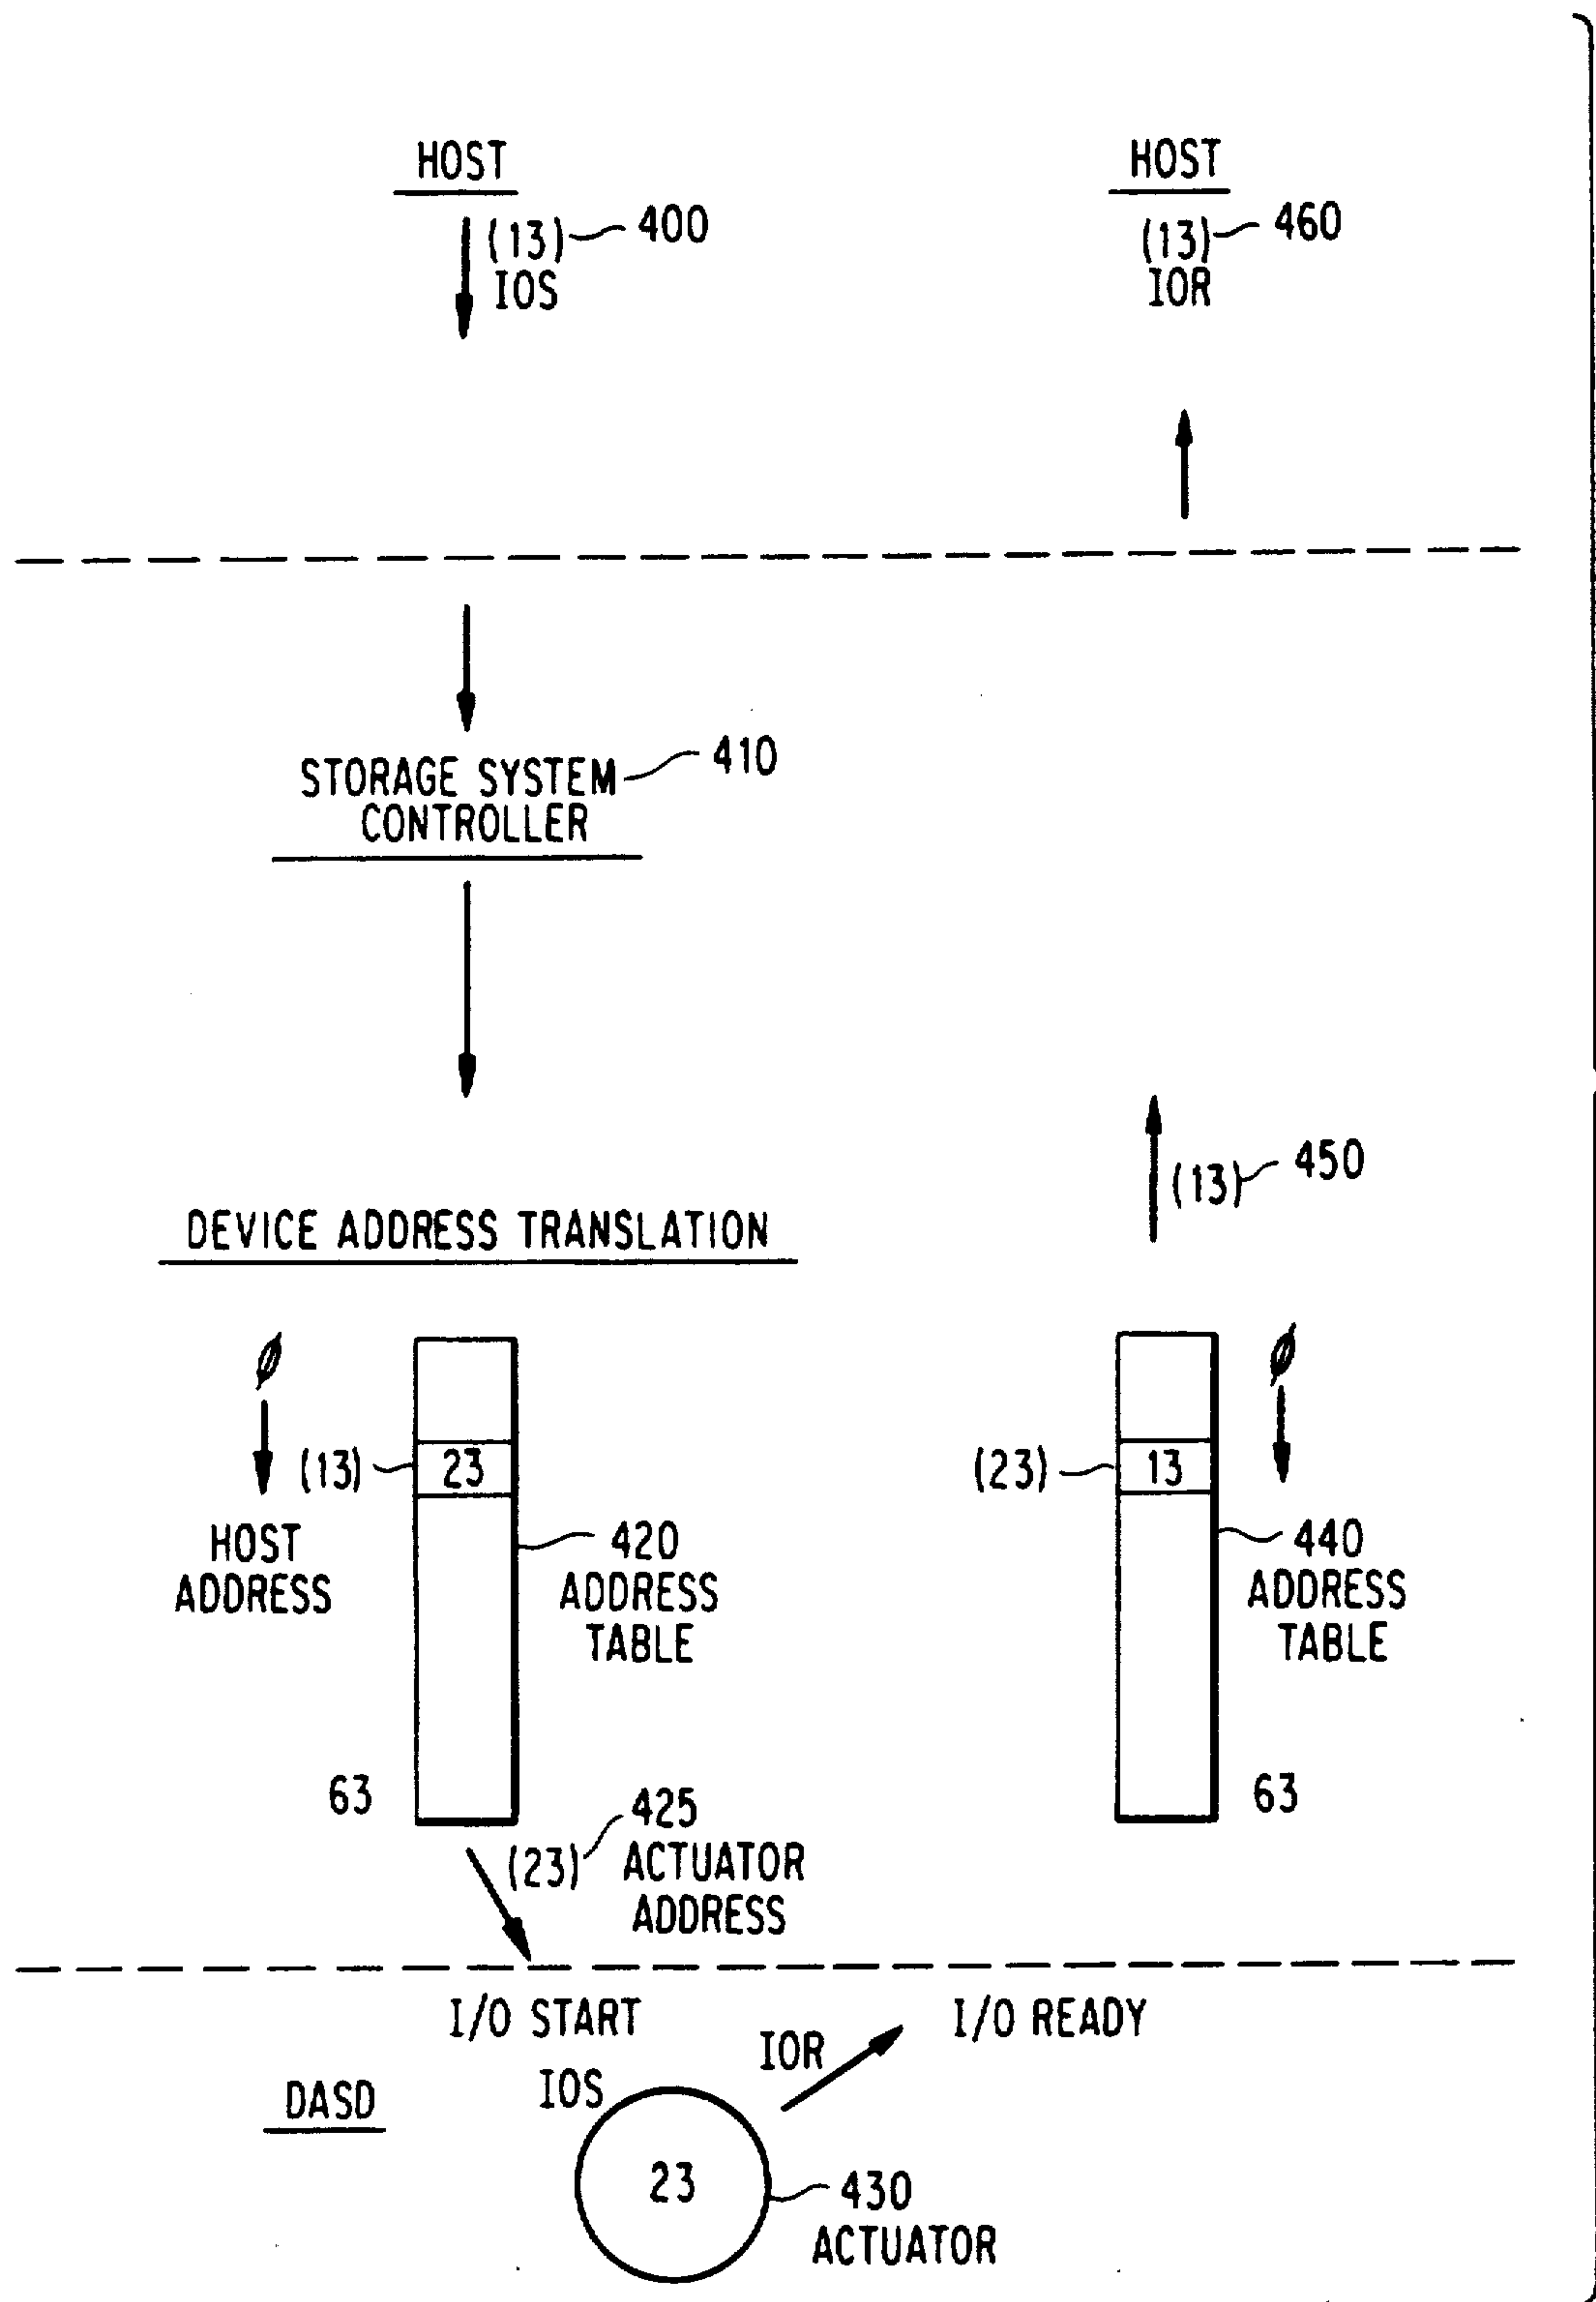 HOST
(13) 400
IOS
HOST
(13) 460
IOR
STORAGE SYSTEM 410
CONTROLLER
(13) 450
DEVICE ADDRESS TRANSLATION
Ø
(13) 23
HOST
ADDRESS
420
ADDRESS
TABLE
63
Ø
(23) 13
440
ADDRESS
TABLE
63
425
(23) ACTUATOR
ADDRESS
I/O START
IOS
IOR
I/O READY
DASD
23
430
ACTUATOR